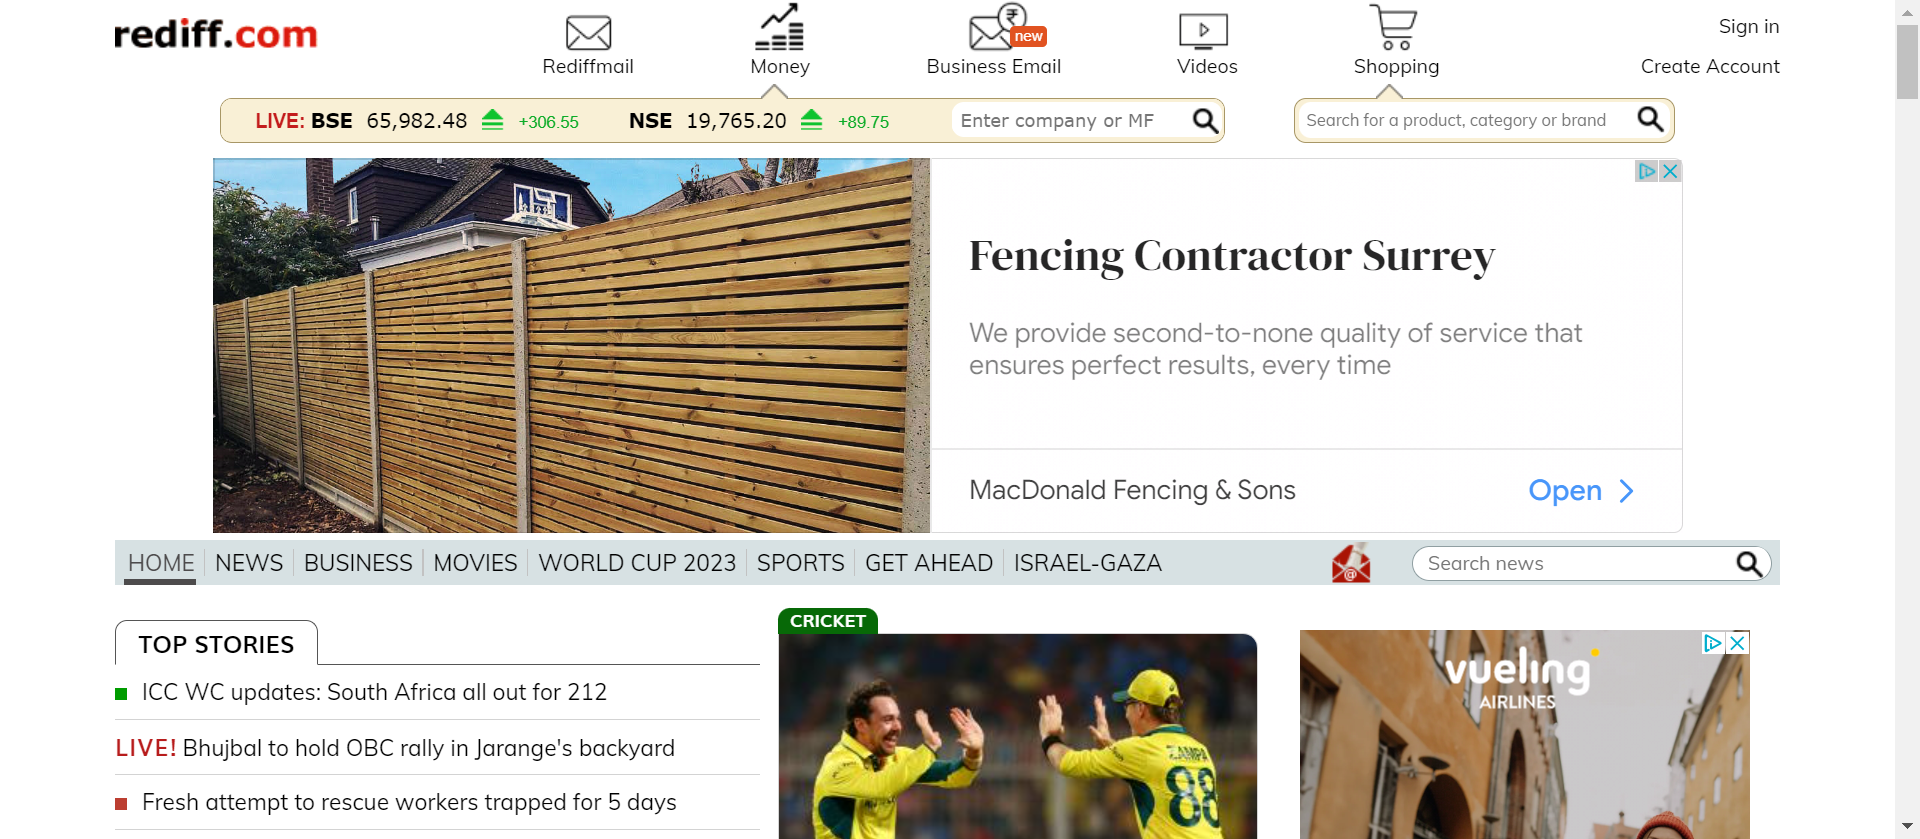 rediff.com
Rediffmail
Money
new
Business Email
Videos
Shopping
Sign in
Create Account
LIVE: BSE 65,982.48 +306.55 NSE 19,765.20 +89.75
Enter company or MF
Search for a product, category or brand
Fencing Contractor Surrey
We provide second-to-none quality of service that
ensures perfect results, every time
MacDonald Fencing & Sons
Open
HOME NEWS BUSINESS MOVIES WORLD CUP 2023 SPORTS GET AHEAD ISRAEL-GAZA
Search news
TOP STORIES
ICC WC updates: South Africa all out for 212
LIVE! Bhujbal to hold OBC rally in Jarange's backyard
Fresh attempt to rescue workers trapped for 5 days
CRICKET
ZAMPA
88
vueling
AIRLINES